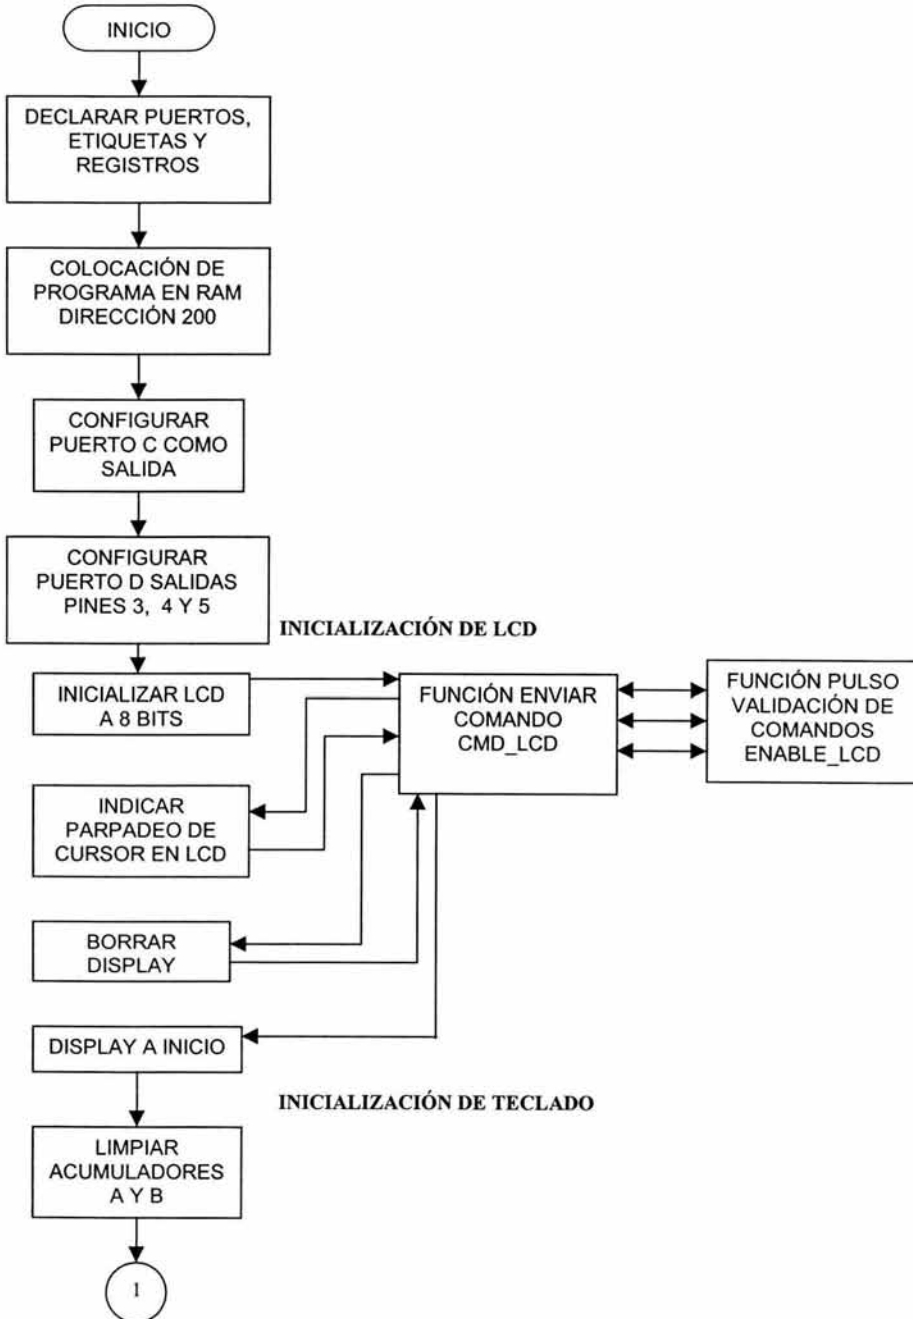 INICIO
DECLARAR PUERTOS,
ETIQUETAS Y
REGISTROS
COLOCACIÓN DE
PROGRAMA EN RAM
DIRECCIÓN 200
CONFIGURAR
PUERTO C COMO
SALIDA
CONFIGURAR
PUERTO D SALIDAS
PINES 3, 4 Y 5
INICIALIZACIÓN DE LCD
INICIALIZAR LCD
A 8 BITS
FUNCIÓN ENVIAR
COMANDO
CMD_LCD
FUNCIÓN PULSO
VALIDACIÓN DE
COMANDOS
ENABLE_LCD
INDICAR
PARPADEO DE
CURSOR EN LCD
BORRAR
DISPLAY
DISPLAY A INICIO
INICIALIZACIÓN DE TECLADO
LIMPIAR
ACUMULADORES
A Y B
1